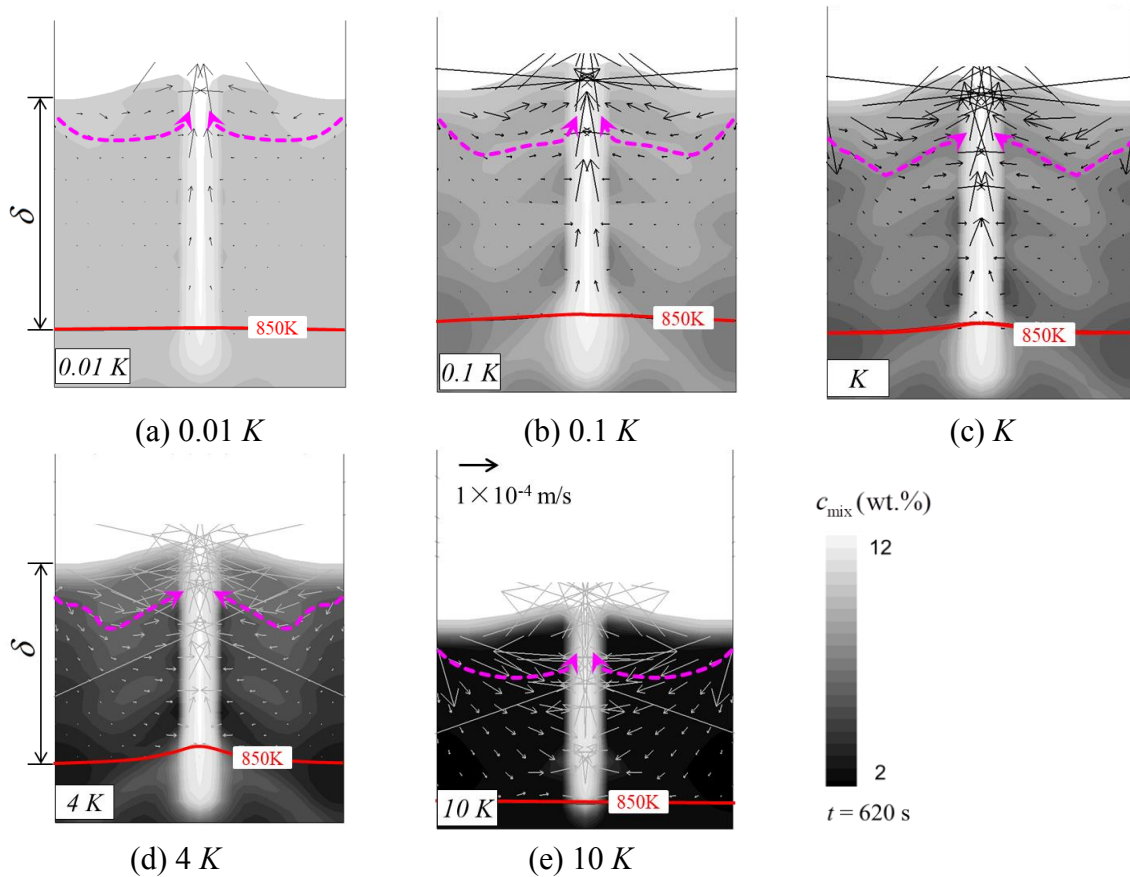 δ
850K
0.01 K
(a) 0.01 K
850K
0.1 K
(b) 0.1 K
850K
K
(c) K
δ
850K
4 K
(d) 4 K
1×10⁻⁴ m/s
850K
10 K
(e) 10 K
c_mix (wt.%)
12
2
t = 620 s